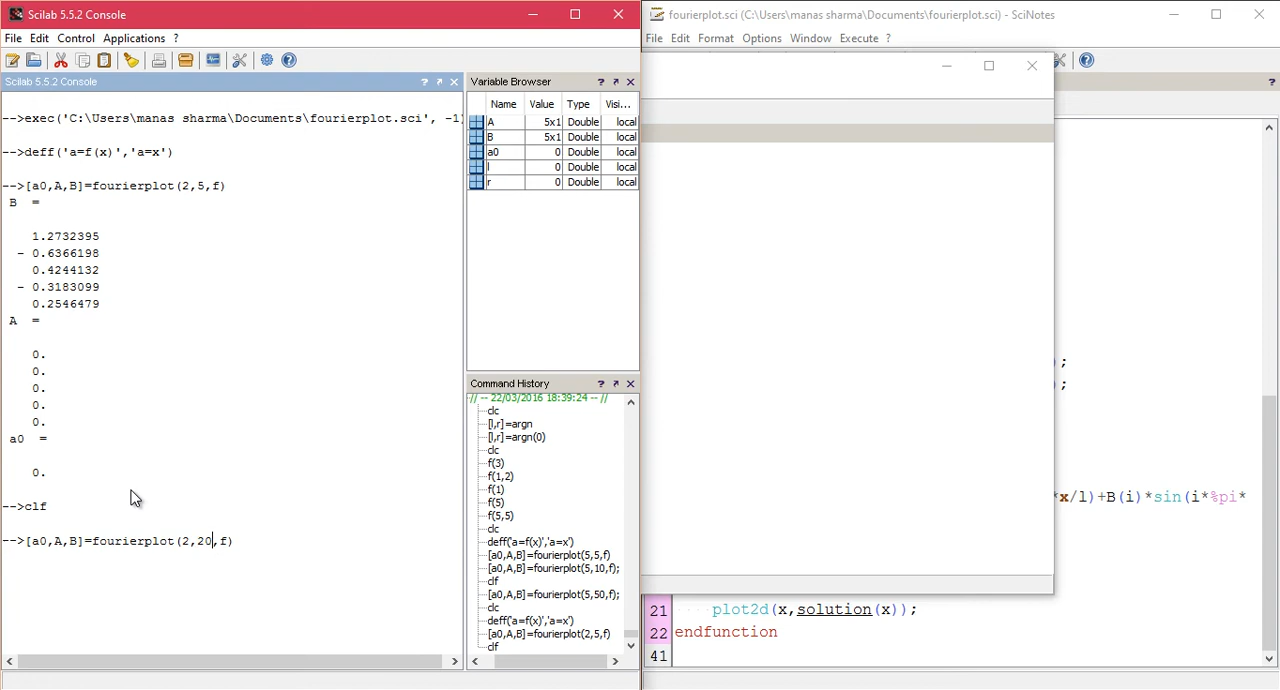 Scilab 5.5.2 Console
File Edit Control Applications ?
Scilab 5.5.2 Console
-->exec('C:\Users\manas sharma\Documents\fourierplot.sci', -1)
-->deff('a=f(x)','a=x')
-->[a0,A,B]=fourierplot(2,5,f)
B =
1.2732395
- 0.6366198
0.4244132
- 0.3183099
0.2546479
A =
0.
0.
0.
0.
0.
a0 =
0.
-->clf
-->[a0,A,B]=fourierplot(2,20,f)
Variable Browser
Name Value Type Visi...
A 5x1 Double local
B 5x1 Double local
a0 0 Double local
l 0 Double local
r 0 Double local
Command History
// -- 22/03/2016 18:39:24 -- //
clc
[l,r]=argn
[l,r]=argn(0)
clc
f(3)
f(1,2)
f(1)
f(5)
f(5,5)
clc
deff('a=f(x)','a=x')
[a0,A,B]=fourierplot(5,5,f)
[a0,A,B]=fourierplot(5,10,f);
clf
[a0,A,B]=fourierplot(5,50,f);
clc
deff('a=f(x)','a=x')
[a0,A,B]=fourierplot(2,5,f)
clf
fourierplot.sci (C:\Users\manas sharma\Documents\fourierplot.sci) - SciNotes
File Edit Format Options Window Execute ?
;
;
*x/l)+B(i)*sin(i*%pi*
21 plot2d(x,solution(x));
22 endfunction
41